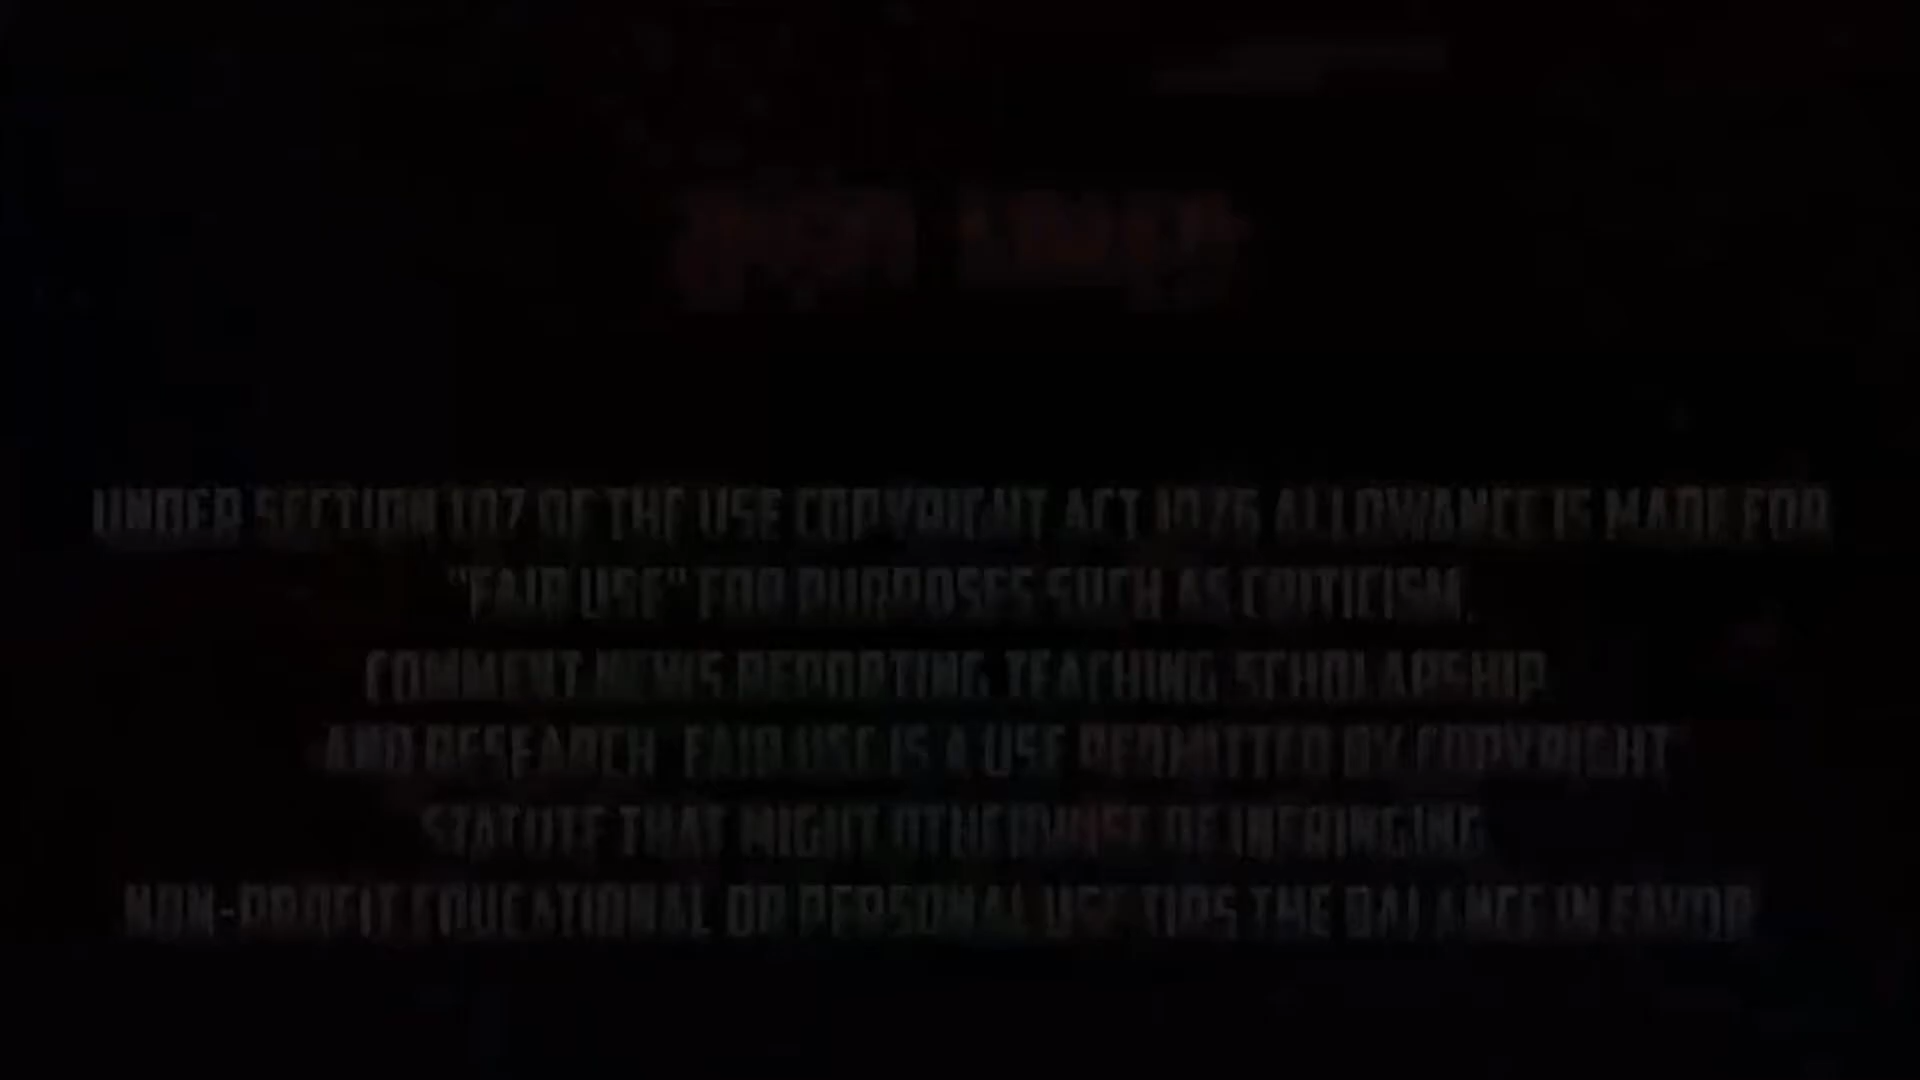 UNDER SECTION 107 OF THE USE COPYRIGHT ACT 1976 ALLOWANCE IS MADE FOR
"FAIR USE" FOR PURPOSES SUCH AS CRITICISM,
COMMENT NEWS REPORTING TEACHING SCHOLARSHIP
AND RESEARCH. FAIR USE IS A USE PERMITTED BY COPYRIGHT
STATUTE THAT MIGHT OTHERWISE BE INFRINGING
NON-PROFIT EDUCATIONAL OR PERSONAL USE TIPS THE BALANCE IN FAVOR